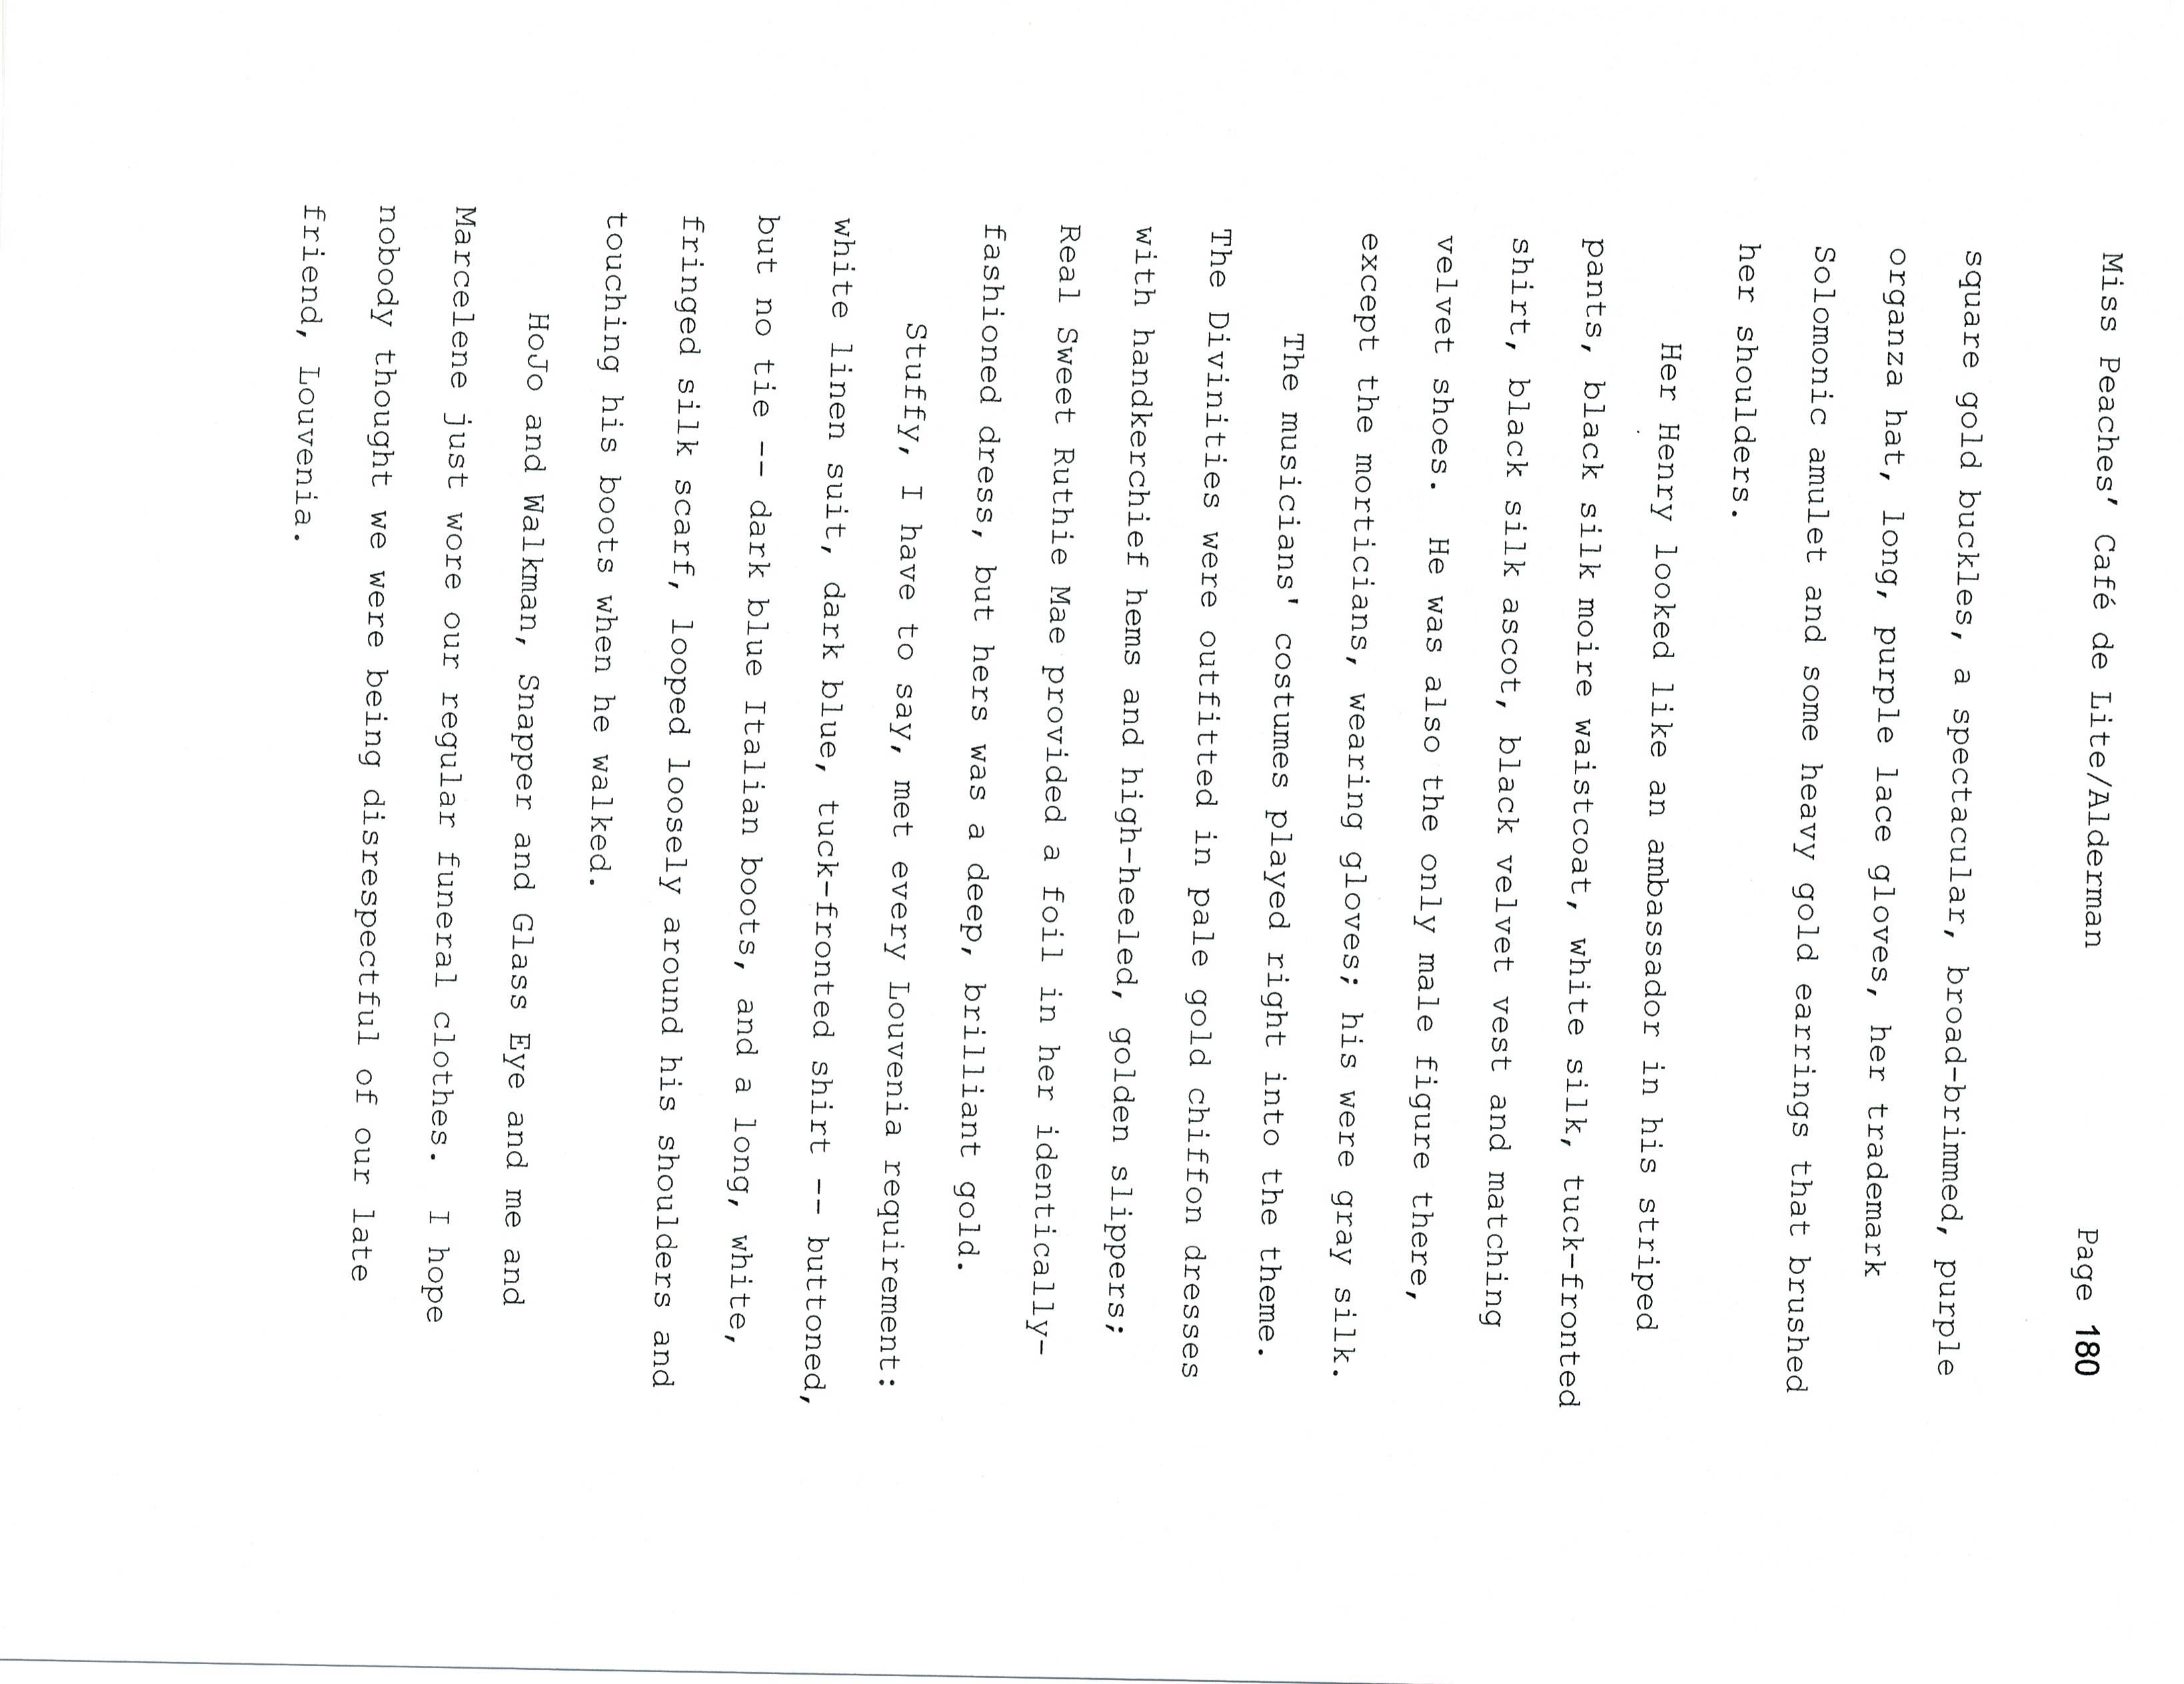 Miss Peaches’ Café de Lite/Alderman Page 180
square gold buckles, a spectacular, broad-brimmed, purple
organza hat, long, purple lace gloves, her trademark
Solomonic amulet and some heavy gold earrings that brushed
her shoulders.
Her Henry looked like an ambassador in his striped
pants, black silk moire waistcoat, white silk, tuck-fronted
shirt, black silk ascot, black velvet vest and matching
velvet shoes. He was also the only male figure there,
except the morticians, wearing gloves; his were gray silk.
The musicians' costumes played right into the theme.
The Divinities were outfitted in pale gold chiffon dresses
with handkerchief hems and high-heeled, golden slippers;
Real Sweet Ruthie Mae provided a foil in her identically-
fashioned dress, but hers was a deep, brilliant gold.
Stuffy, I have to say, met every Louvenia requirement:
white linen suit, dark blue, tuck-fronted shirt -- buttoned,
but no tie -- dark blue Italian boots, and a long, white,
fringed silk scarf, looped loosely around his shoulders and
touching his boots when he walked.
HoJo and Walkman, Snapper and Glass Eye and me and
Marcelene just wore our regular funeral clothes. I hope
nobody thought we were being disrespectful of our late
friend, Louvenia.